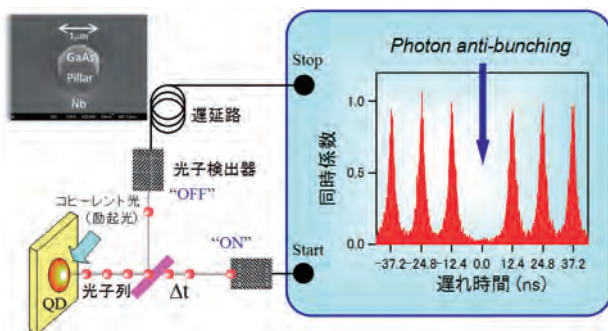 1μm
GaAs
Pillar
Nb
遅延路
光子検出器
コヒーレント光
(励起光)
“OFF”
“ON”
QD
光子列
Δt
Stop
Start
Photon anti-bunching
同時係数
1.0
0.5
0.0
-37.2 -24.8 -12.4 0.0 12.4 24.8 37.2
遅れ時間 (ns)